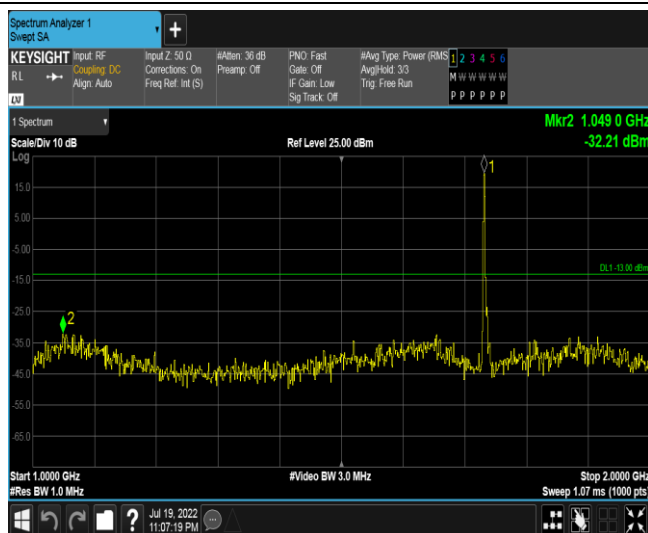 Spectrum Analyzer 1
Swept SA
KEYSIGHT Input: RF Input Z: 50 Ω #Atten: 36 dB PNO: Fast #Avg Type: Power (RMS 1 2 3 4 5 6
RL Coupling: DC Corrections: On Preamp: Off Gate: Off Avg|Hold: 3/3 M W W W W W
Align: Auto Freq Ref: Int (S) IF Gain: Low Trig: Free Run
Sig Track: Off P P P P P P
1 Spectrum Mkr2 1.049 0 GHz
Scale/Div 10 dB Ref Level 25.00 dBm -32.21 dBm
Log
1
15.0
5.00
-5.00
DL1 -13.00 dBm
-15.0
-25.0
2
-35.0
-45.0
-55.0
-65.0
Start 1.0000 GHz #Video BW 3.0 MHz Stop 2.0000 GHz
#Res BW 1.0 MHz Sweep 1.07 ms (1000 pts)
? Jul 19, 2022
11:07:19 PM